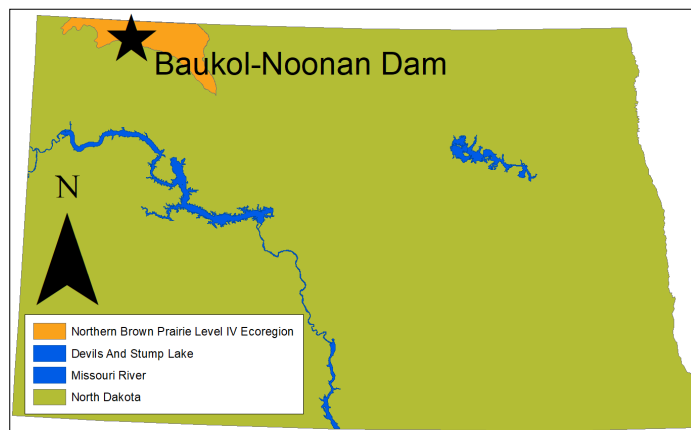 Baukol-Noonan Dam
N
Northern Brown Prairie Level IV Ecoregion
Devils And Stump Lake
Missouri River
North Dakota